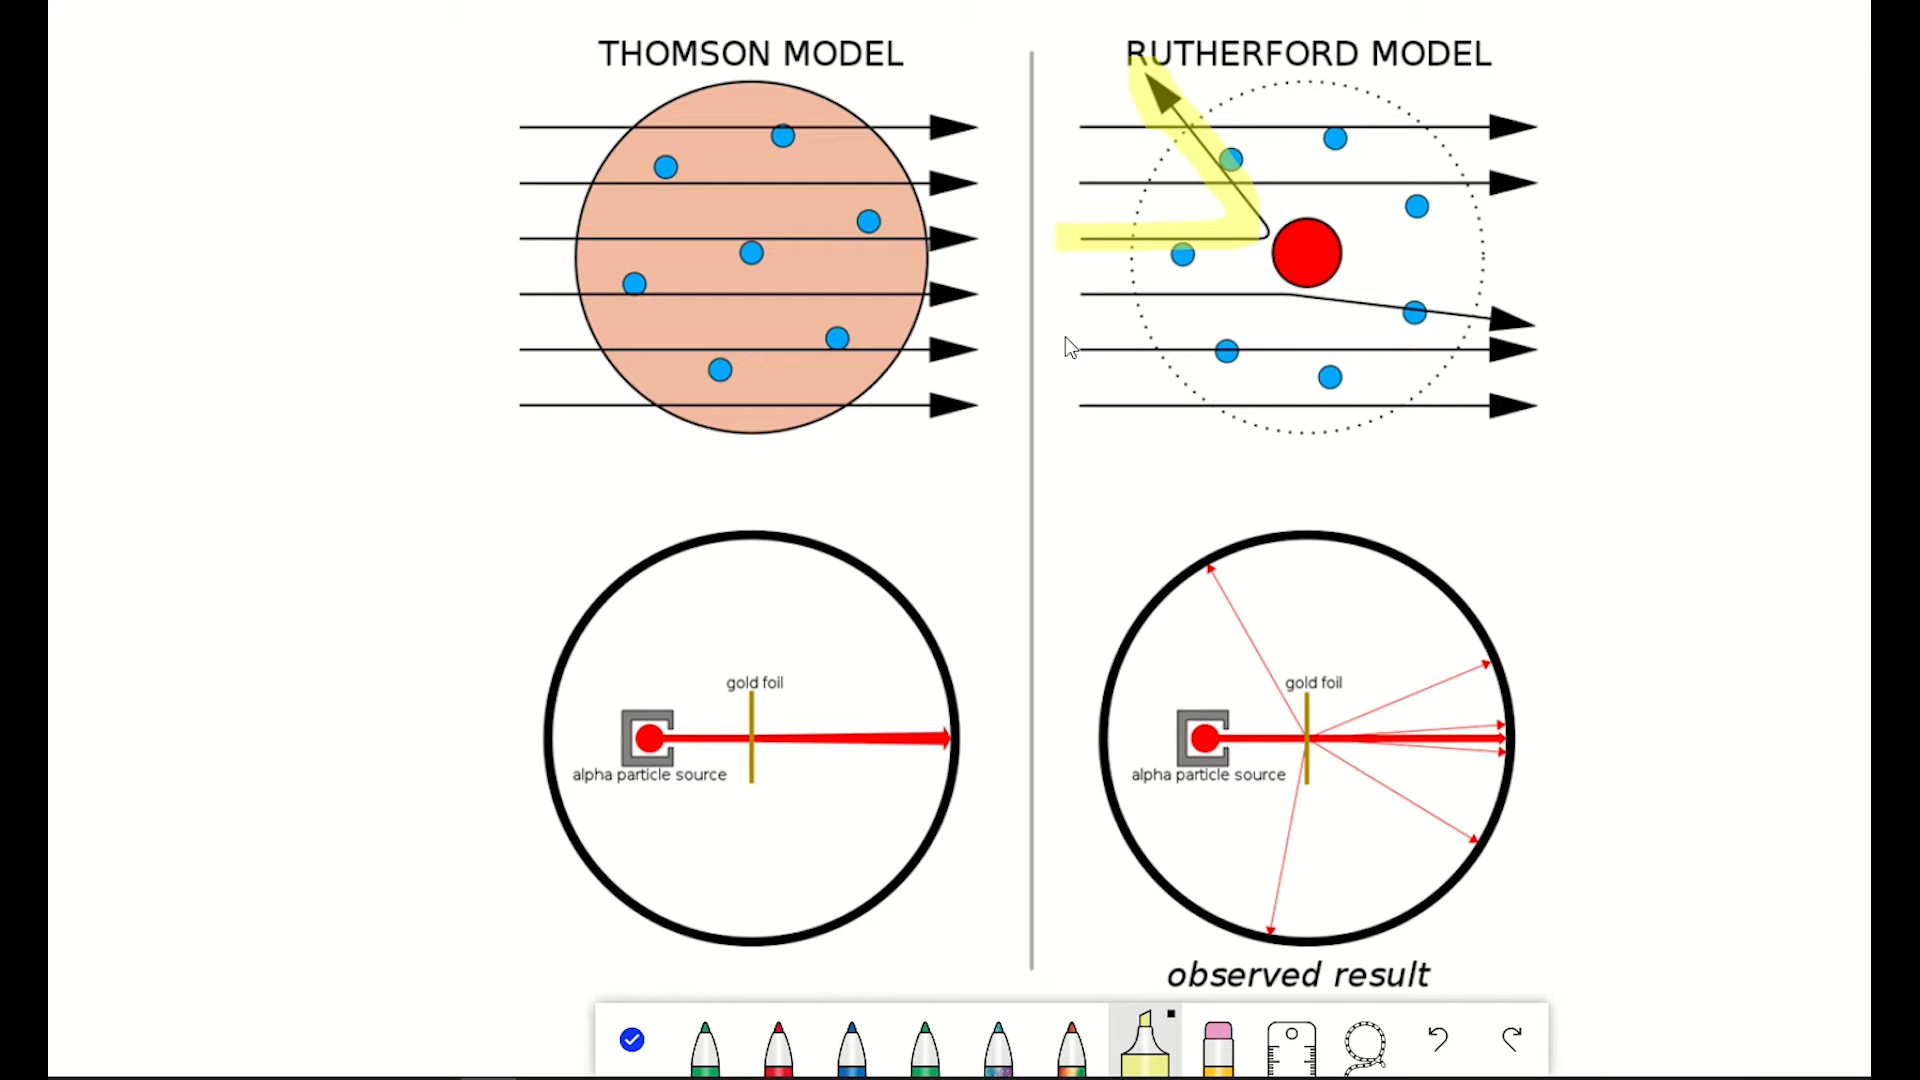 THOMSON MODEL
RUTHERFORD MODEL
gold foil
alpha particle source
gold foil
alpha particle source
observed result